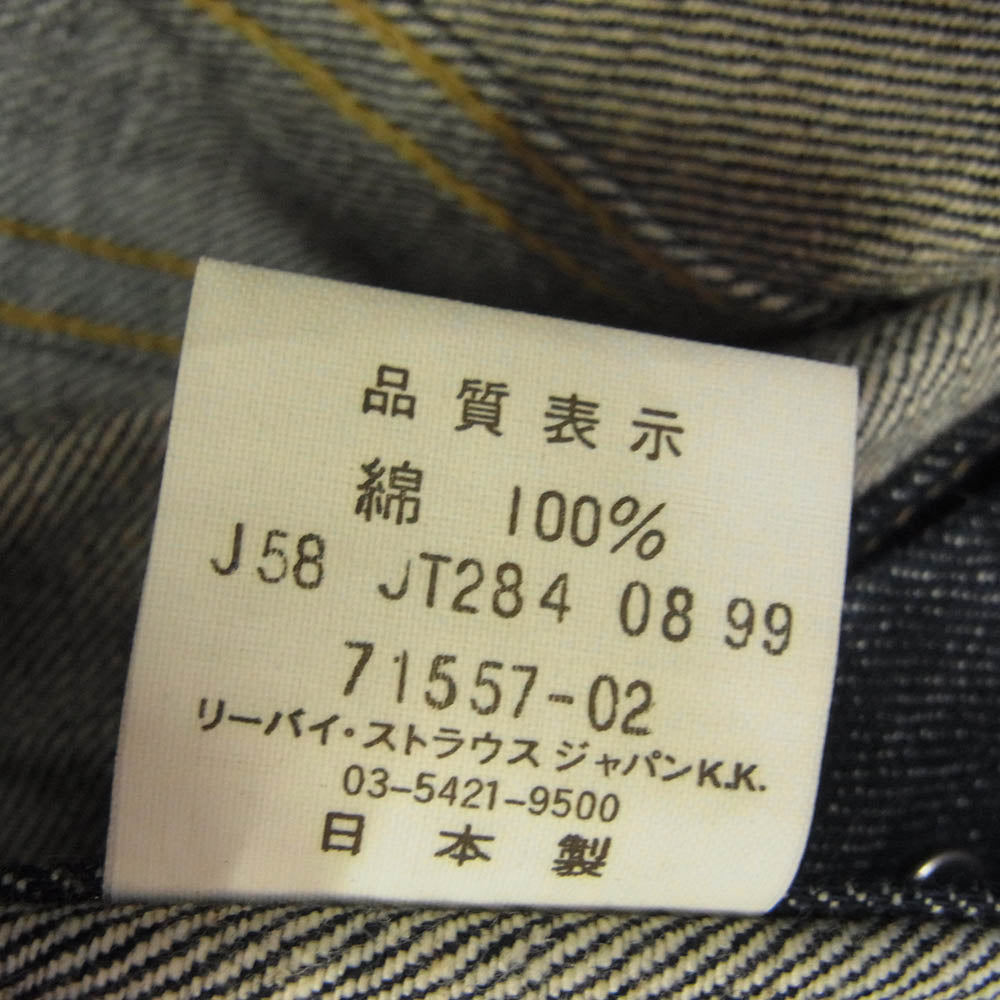 品質表示
綿 100%
J58 JT284 08 99
71557-02
リーバイ・ストラウス ジャパンK.K.
03-5421-9500
日本製